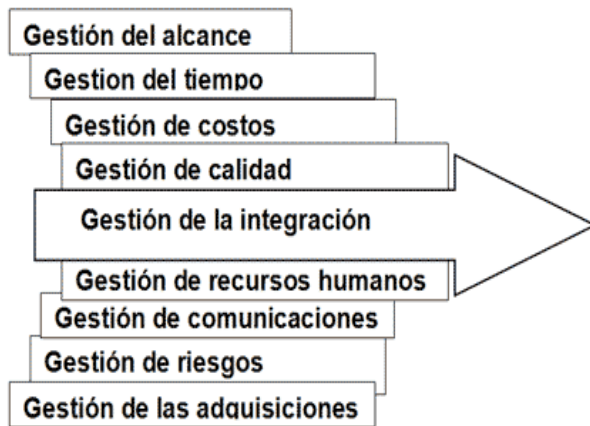 Gestión del alcance
Gestion del tiempo
Gestión de costos
Gestión de calidad
Gestión de la integración
Gestión de recursos humanos
Gestión de comunicaciones
Gestión de riesgos
Gestión de las adquisiciones